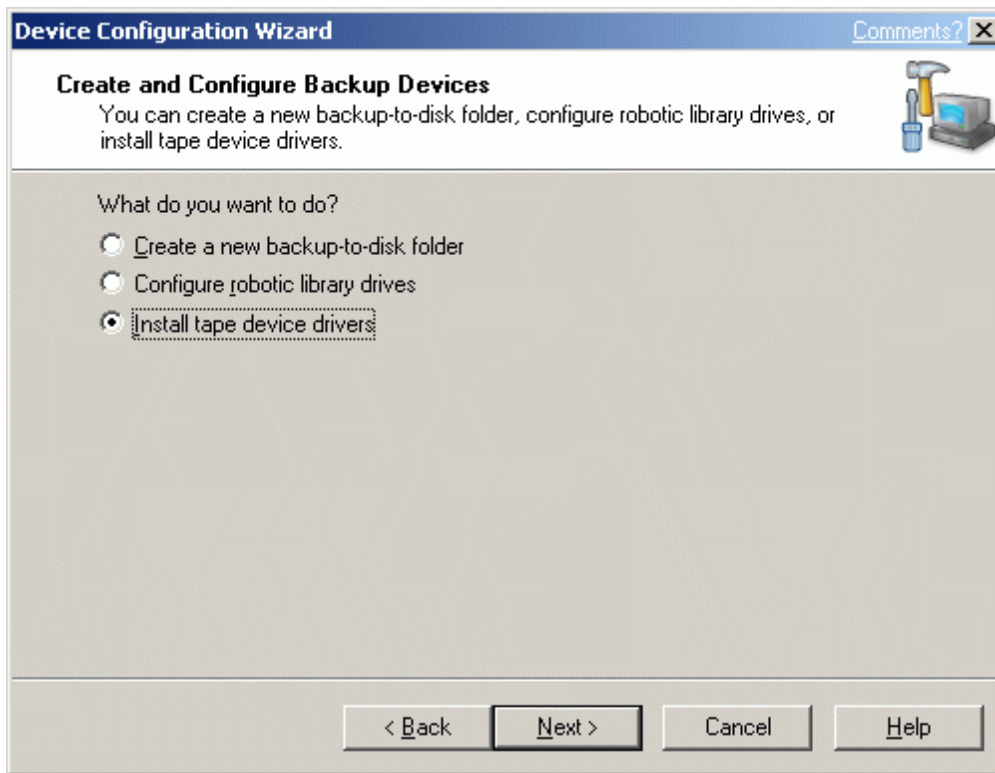 Device Configuration Wizard Comments?
Create and Configure Backup Devices
You can create a new backup-to-disk folder, configure robotic library drives, or
install tape device drivers.
What do you want to do?
Create a new backup-to-disk folder
Configure robotic library drives
Install tape device drivers
< Back Next > Cancel Help